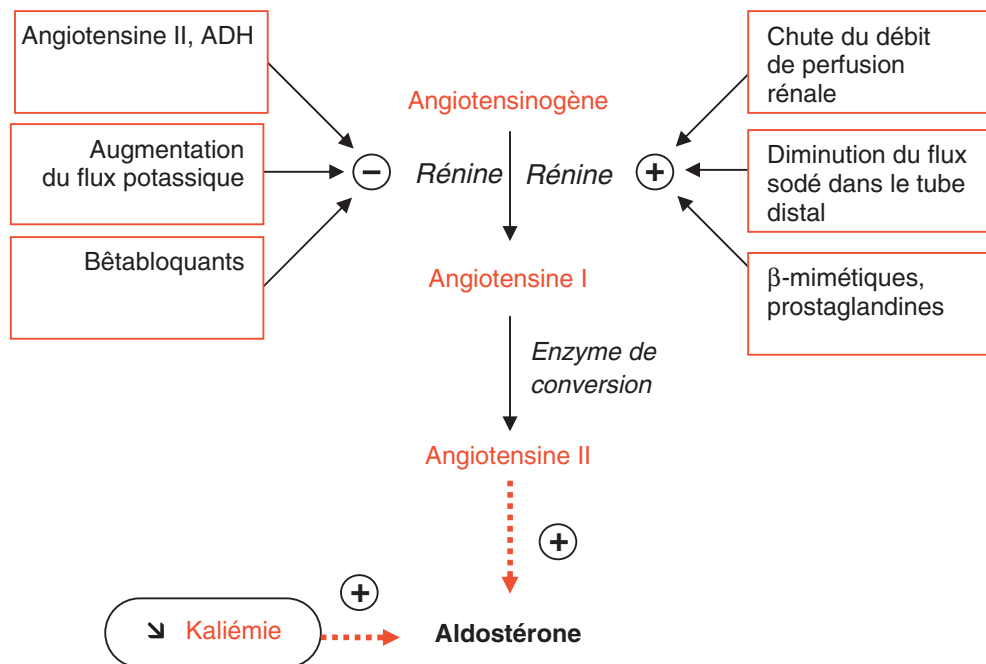 Angiotensine II, ADH
Augmentation
du flux potassique
Bêtabloquants
Angiotensinogène
−
Rénine
Rénine
+
Chute du débit
de perfusion
rénale
Diminution du flux
sodé dans le tube
distal
β-mimétiques,
prostaglandines
Angiotensine I
Enzyme de
conversion
Angiotensine II
+
+
↘ Kaliémie
Aldostérone